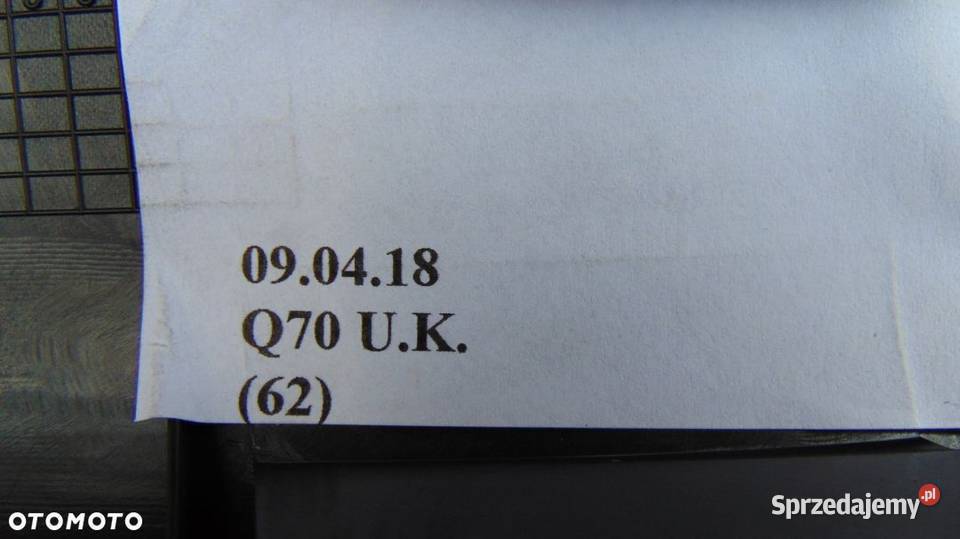 09.04.18
Q70 U.K.
(62)
OTOMOTO
Sprzedajemy.pl